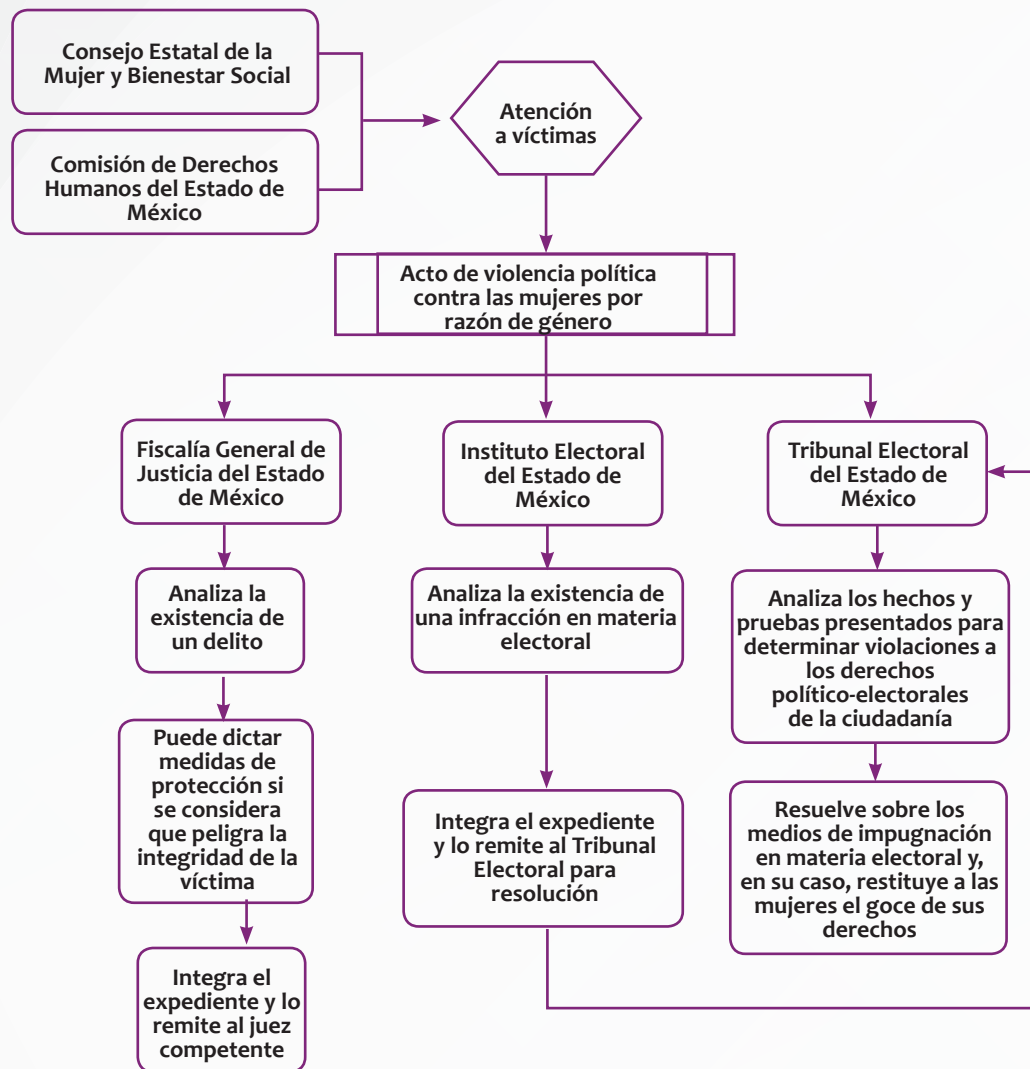 Consejo Estatal de la
Mujer y Bienestar Social
Comisión de Derechos
Humanos del Estado de
México
Atención
a víctimas
Acto de violencia política
contra las mujeres por
razón de género
Fiscalía General de
Justicia del Estado
de México
Analiza la
existencia de
un delito
Puede dictar
medidas de
protección si
se considera
que peligra la
integridad de la
víctima
Integra el
expediente y lo
remite al juez
competente
Instituto Electoral
del Estado de
México
Analiza la existencia de
una infracción en materia
electoral
Integra el expediente
y lo remite al Tribunal
Electoral para
resolución
Tribunal Electoral
del Estado de
México
Analiza los hechos y
pruebas presentados para
determinar violaciones a
los derechos
político-electorales
de la ciudadanía
Resuelve sobre los
medios de impugnación
en materia electoral y,
en su caso, restituye a las
mujeres el goce de sus
derechos